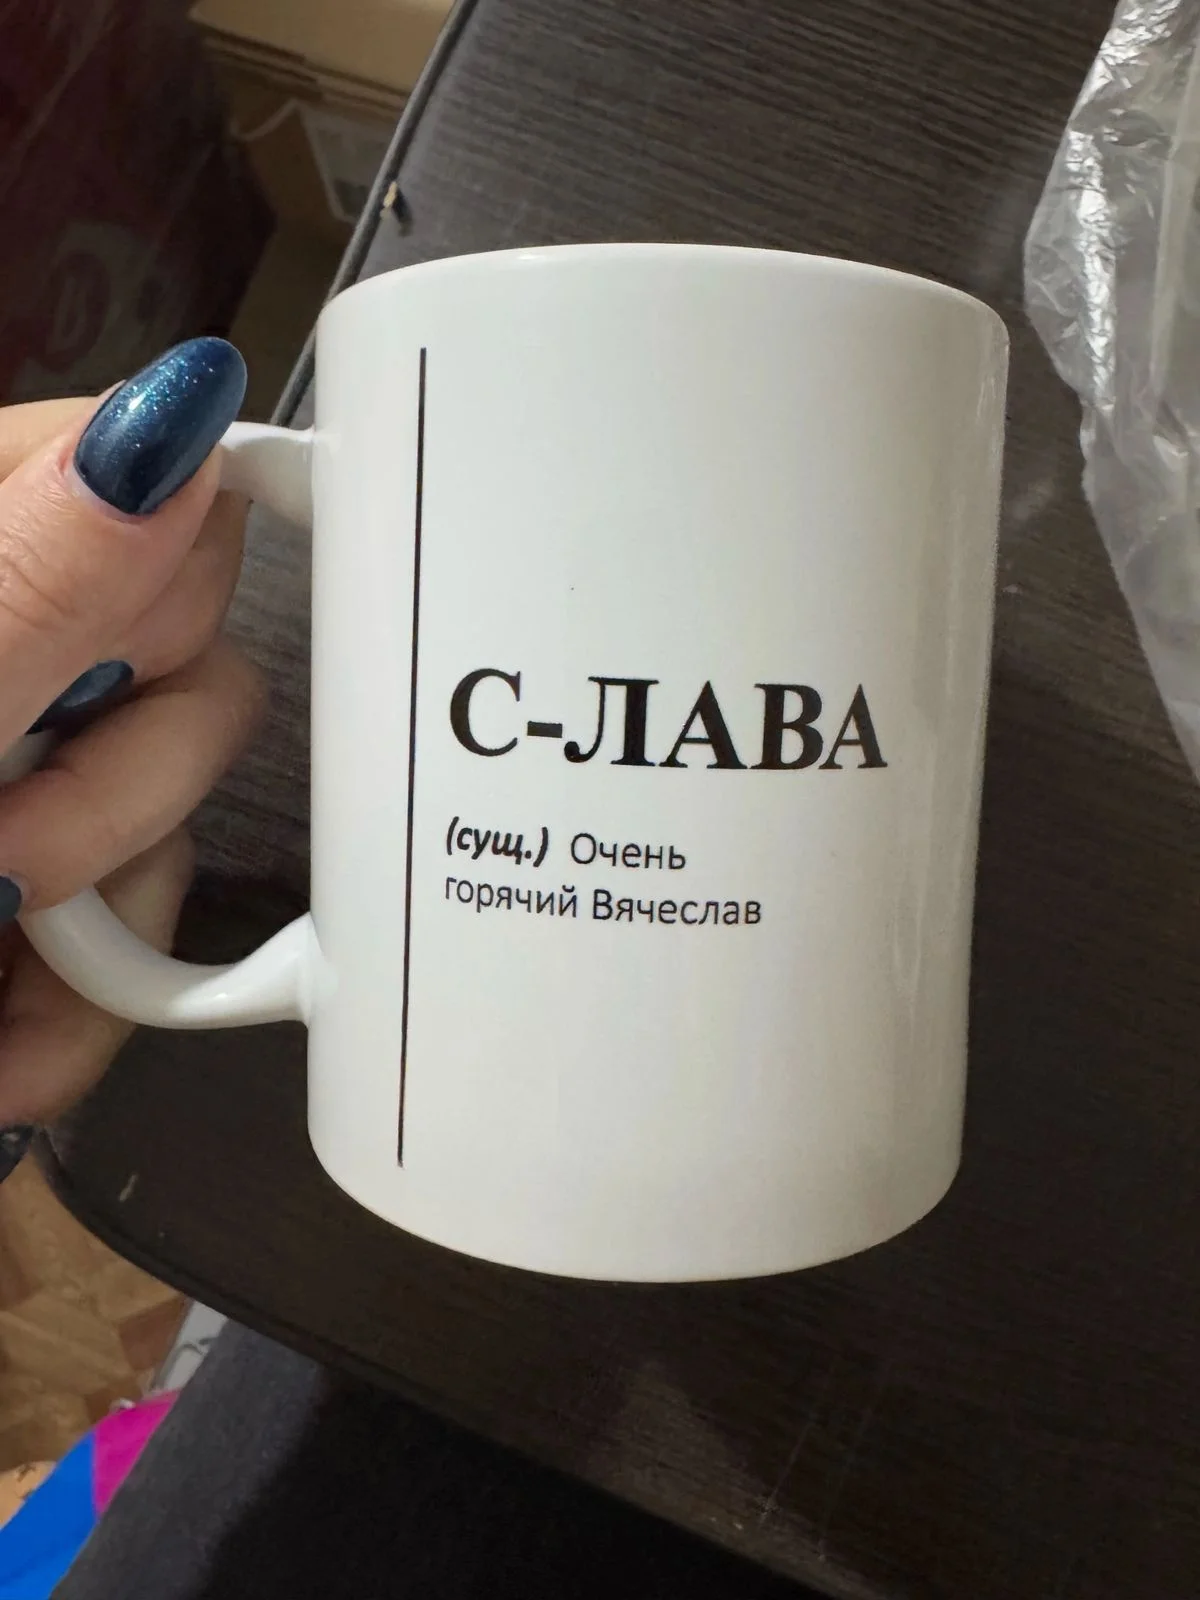 С-ЛАВА
(сущ.) Очень
горячий Вячеслав